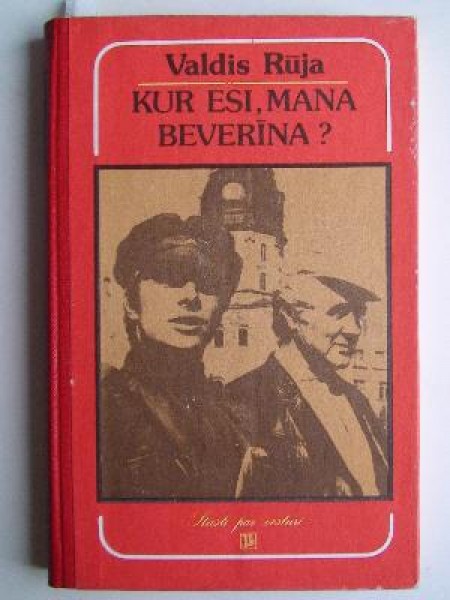 Valdis Rūja
KUR ESI, MANA
BEVERĪNA?
Stāsti par vēsturi